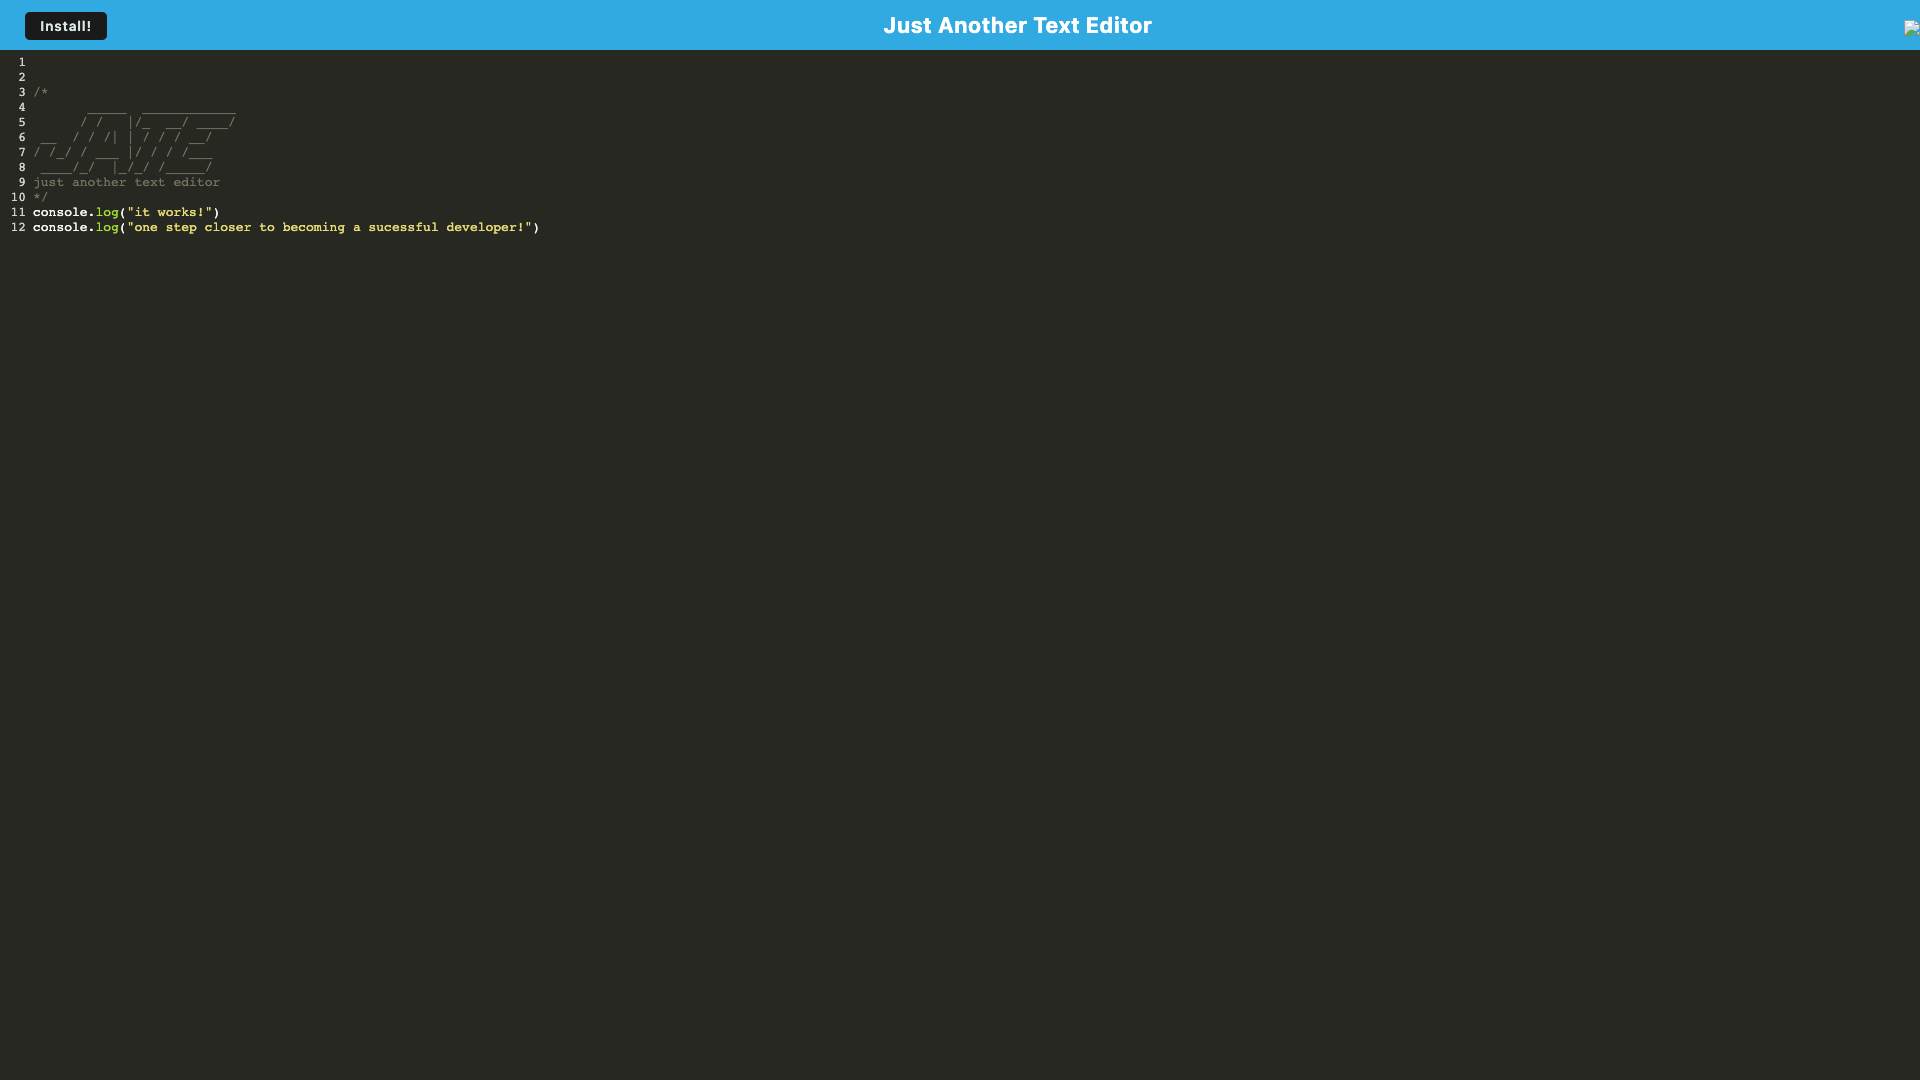 Install!
Just Another Text Editor
1
2
3 /*
4        _____  ____________
5       / /   |/_  __/ ____/
6  __  / / /| | / / / __/
7 / /_/ / ___ |/ / / /___
8  ____/_/  |_/_/ /_____/
9 just another text editor
10 */
11 console.log("it works!")
12 console.log("one step closer to becoming a sucessful developer!")